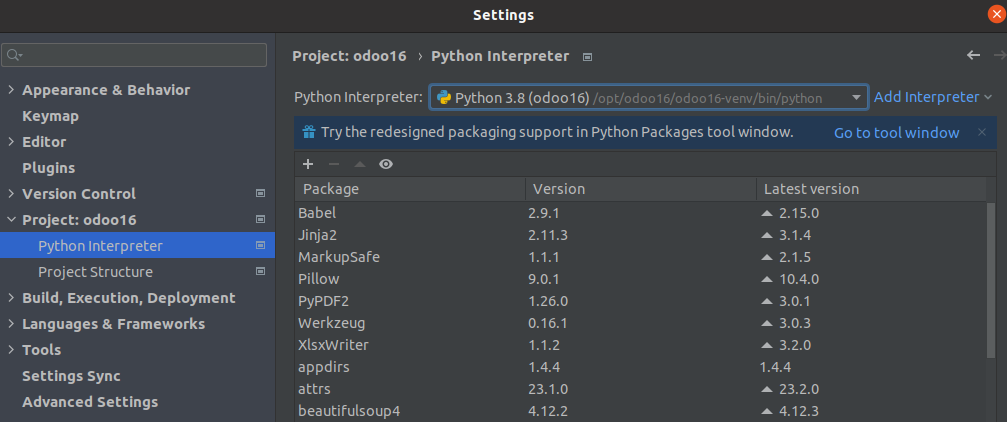 Settings
Project: odoo16 › Python Interpreter
Appearance & Behavior
Keymap
Editor
Plugins
Version Control
Project: odoo16
Python Interpreter
Project Structure
Build, Execution, Deployment
Languages & Frameworks
Tools
Settings Sync
Advanced Settings
Python Interpreter: Python 3.8 (odoo16) /opt/odoo16/odoo16-venv/bin/python Add Interpreter
Try the redesigned packaging support in Python Packages tool window. Go to tool window
Package Version Latest version
Babel 2.9.1 2.15.0
Jinja2 2.11.3 3.1.4
MarkupSafe 1.1.1 2.1.5
Pillow 9.0.1 10.4.0
PyPDF2 1.26.0 3.0.1
Werkzeug 0.16.1 3.0.3
XlsxWriter 1.1.2 3.2.0
appdirs 1.4.4 1.4.4
attrs 23.1.0 23.2.0
beautifulsoup4 4.12.2 4.12.3